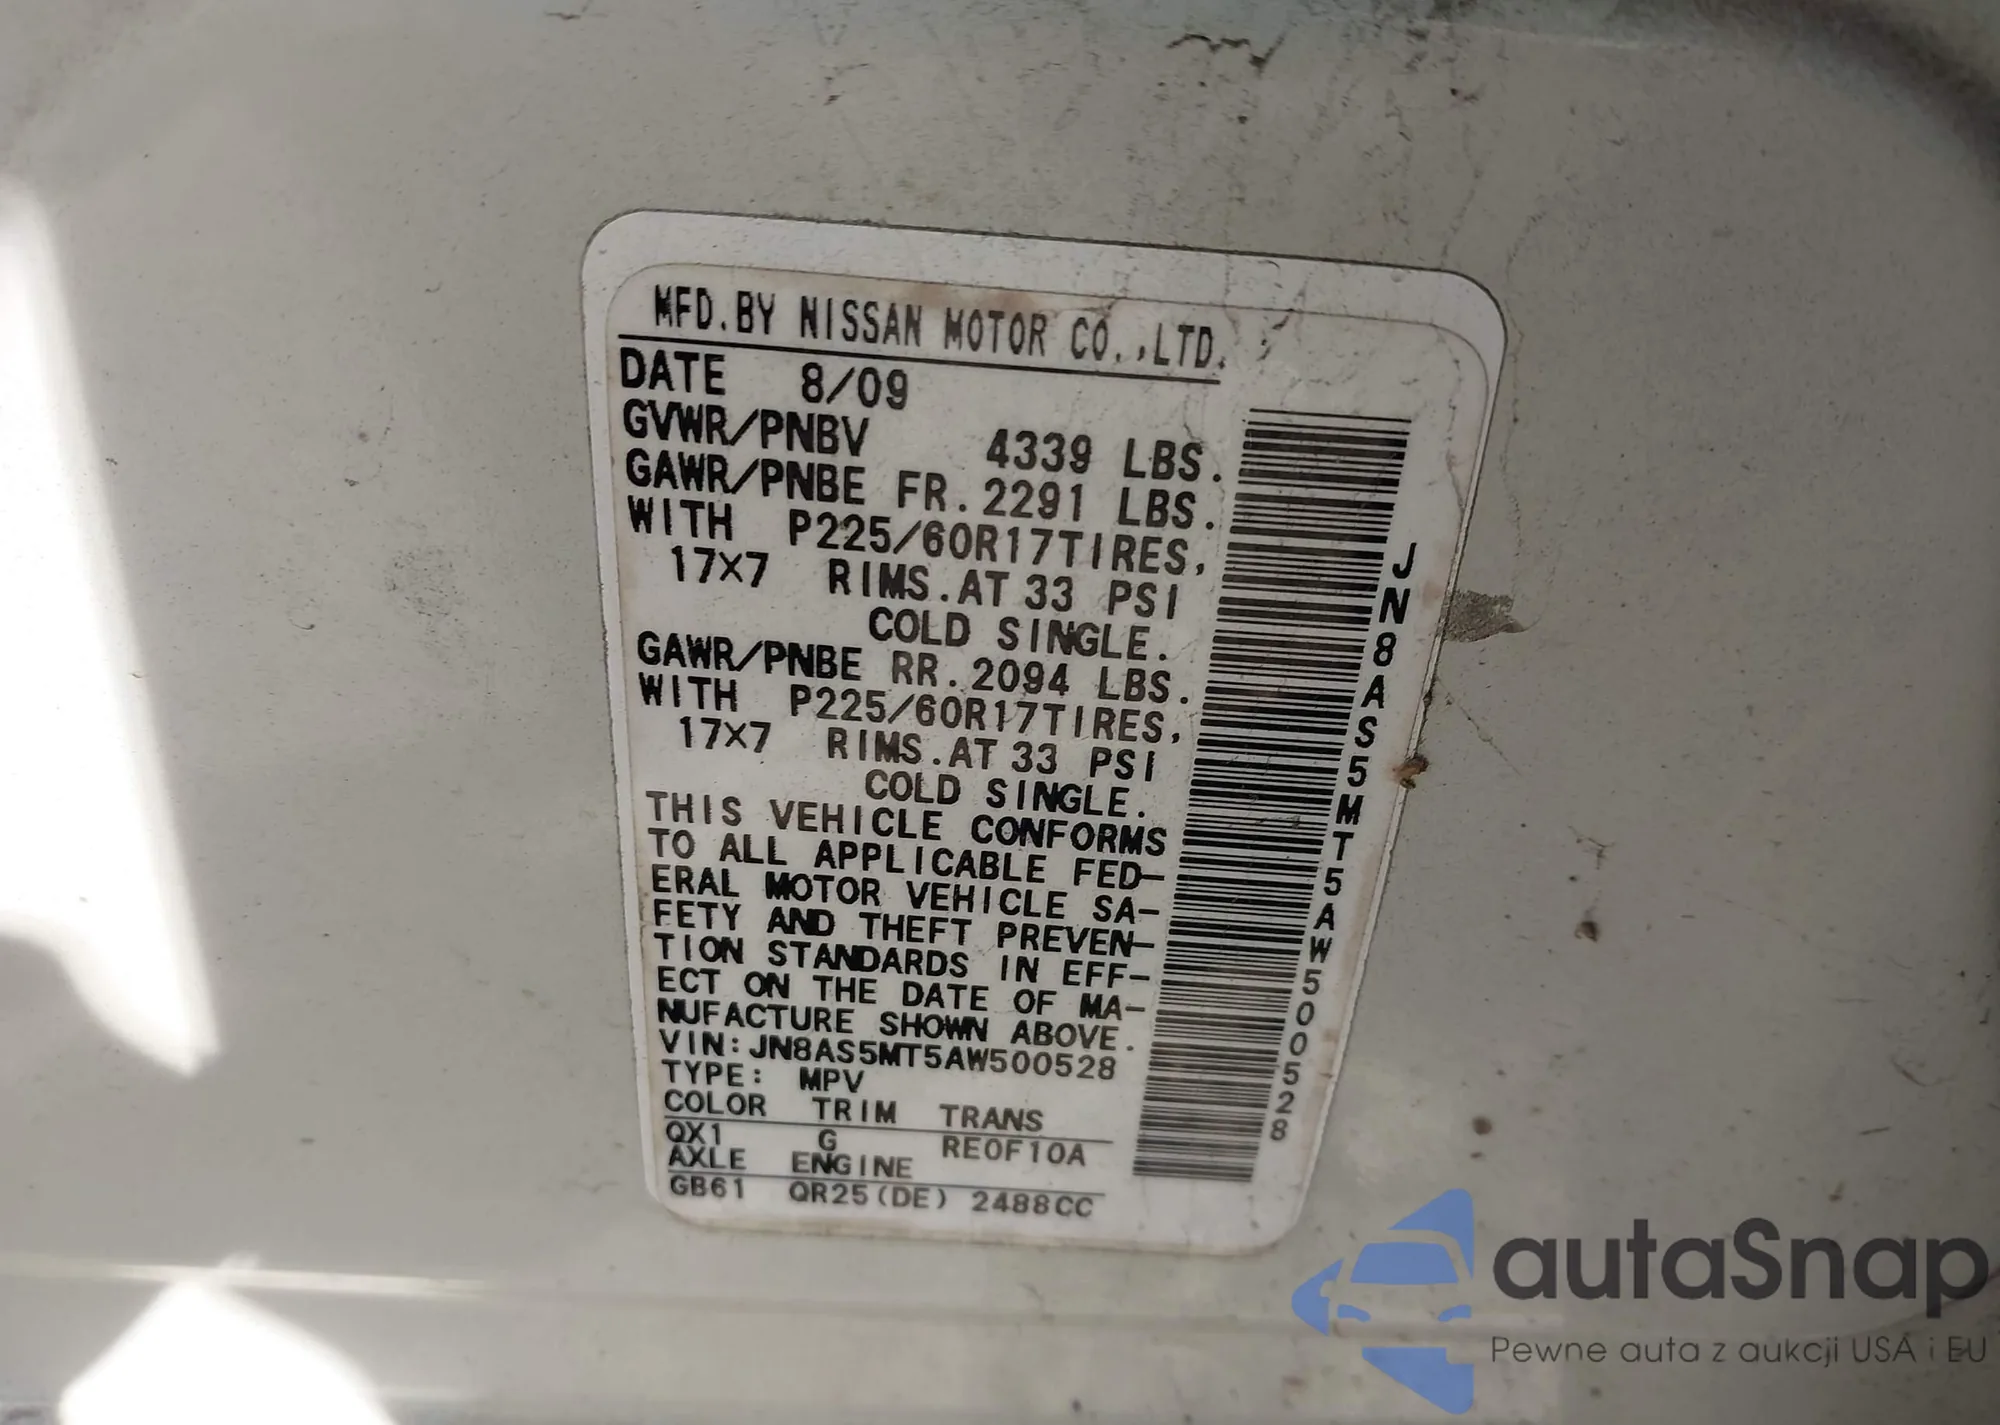 MFD.BY NISSAN MOTOR CO.,LTD.
DATE 8/09
GVWR/PNBV 4339 LBS.
GAWR/PNBE FR.2291 LBS.
WITH P225/60R17TIRES,
17X7 RIMS.AT 33 PSI
COLD SINGLE.
GAWR/PNBE RR.2094 LBS.
WITH P225/60R17TIRES,
17X7 RIMS.AT 33 PSI
COLD SINGLE.
THIS VEHICLE CONFORMS
TO ALL APPLICABLE FED-
ERAL MOTOR VEHICLE SA-
FETY AND THEFT PREVEN-
TION STANDARDS IN EFF-
ECT ON THE DATE OF MA-
NUFACTURE SHOWN ABOVE.
VIN:JN8AS5MT5AW500528
TYPE: MPV
COLOR TRIM TRANS
QX1 G RE0F10A
AXLE ENGINE
GB61 QR25(DE) 2488CC
JN8AS5MT5AW500528
autaSnap
Pewne auta z aukcji USA i EU